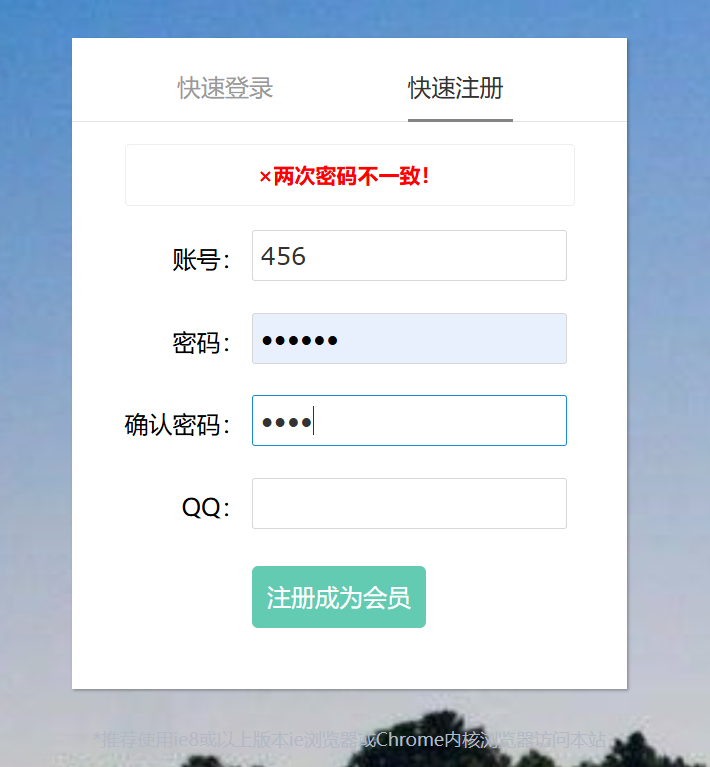 快速登录 快速注册
×两次密码不一致！
账号： 456
密码： ●●●●●●
确认密码： ●●●●
QQ：
注册成为会员
*推荐使用ie8或以上版本ie浏览器或Chrome内核浏览器访问本站